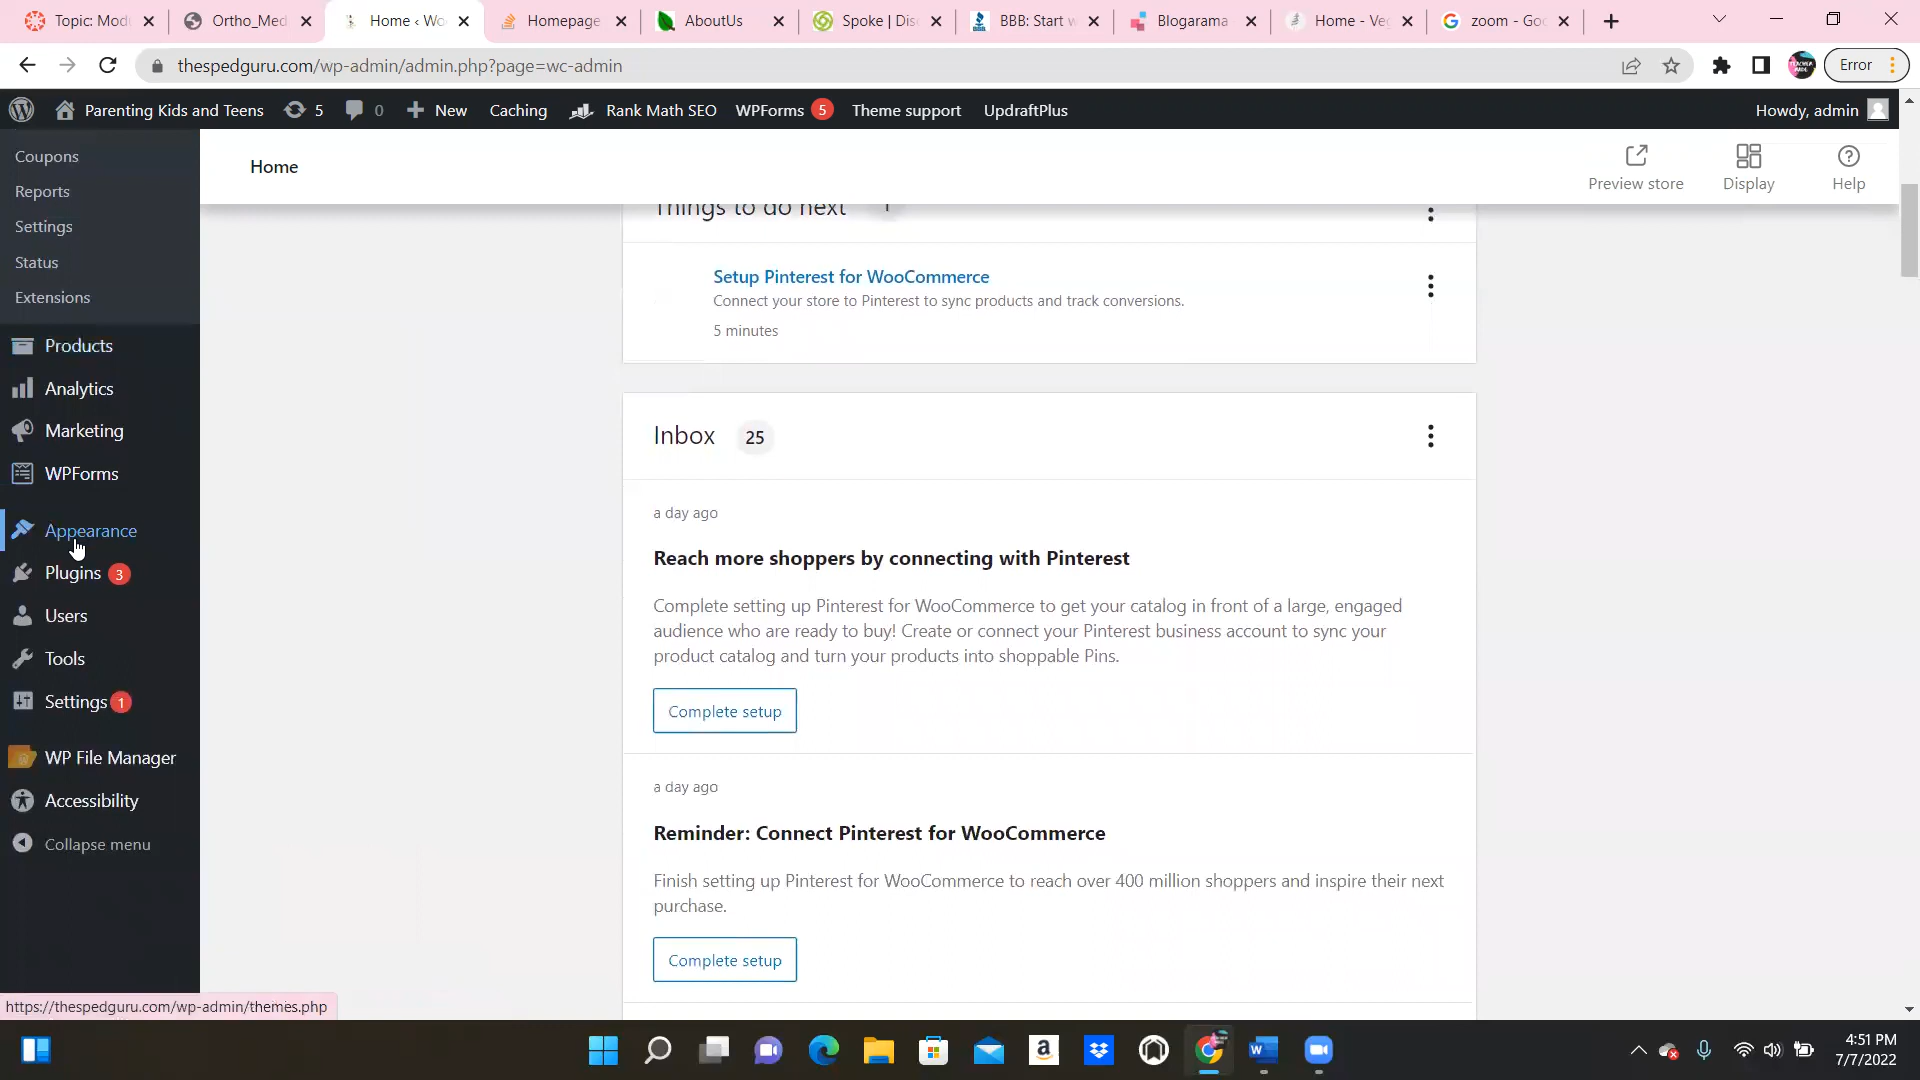 Topic: Mod
Ortho_Med
Home ‹ Wo
Homepage
AboutUs
Spoke | Dis
BBB: Start w
Blogarama
Home - Ve
zoom - Go
thespedguru.com/wp-admin/admin.php?page=wc-admin
Error
Parenting Kids and Teens
5
0
New
Caching
Rank Math SEO
WPForms 5
Theme support
UpdraftPlus
Howdy, admin
Coupons
Reports
Settings
Status
Extensions
Products
Analytics
Marketing
WPForms
Appearance
Plugins 3
Users
Tools
Settings 1
WP File Manager
Accessibility
Collapse menu
https://thespedguru.com/wp-admin/themes.php
Home
Preview store
Display
Help
Things to do next 1
Setup Pinterest for WooCommerce
Connect your store to Pinterest to sync products and track conversions.
5 minutes
Inbox 25
a day ago
Reach more shoppers by connecting with Pinterest
Complete setting up Pinterest for WooCommerce to get your catalog in front of a large, engaged
audience who are ready to buy! Create or connect your Pinterest business account to sync your
product catalog and turn your products into shoppable Pins.
Complete setup
a day ago
Reminder: Connect Pinterest for WooCommerce
Finish setting up Pinterest for WooCommerce to reach over 400 million shoppers and inspire their next
purchase.
Complete setup
4:51 PM
7/7/2022